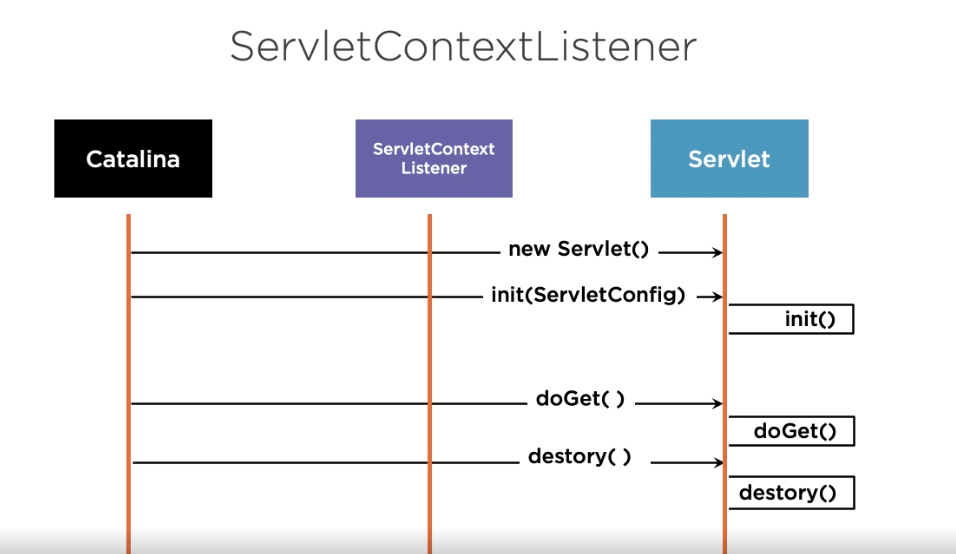 ServletContextListener
Catalina
ServletContext
Listener
Servlet
new Servlet()
init(ServletConfig)
init()
doGet( )
doGet()
destory( )
destory()